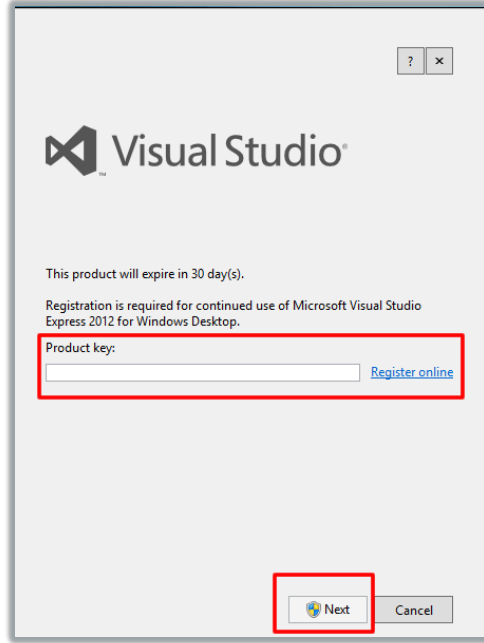 ? ×
Visual Studio®
™
This product will expire in 30 day(s).
Registration is required for continued use of Microsoft Visual Studio
Express 2012 for Windows Desktop.
Product key:
Register online
Next Cancel